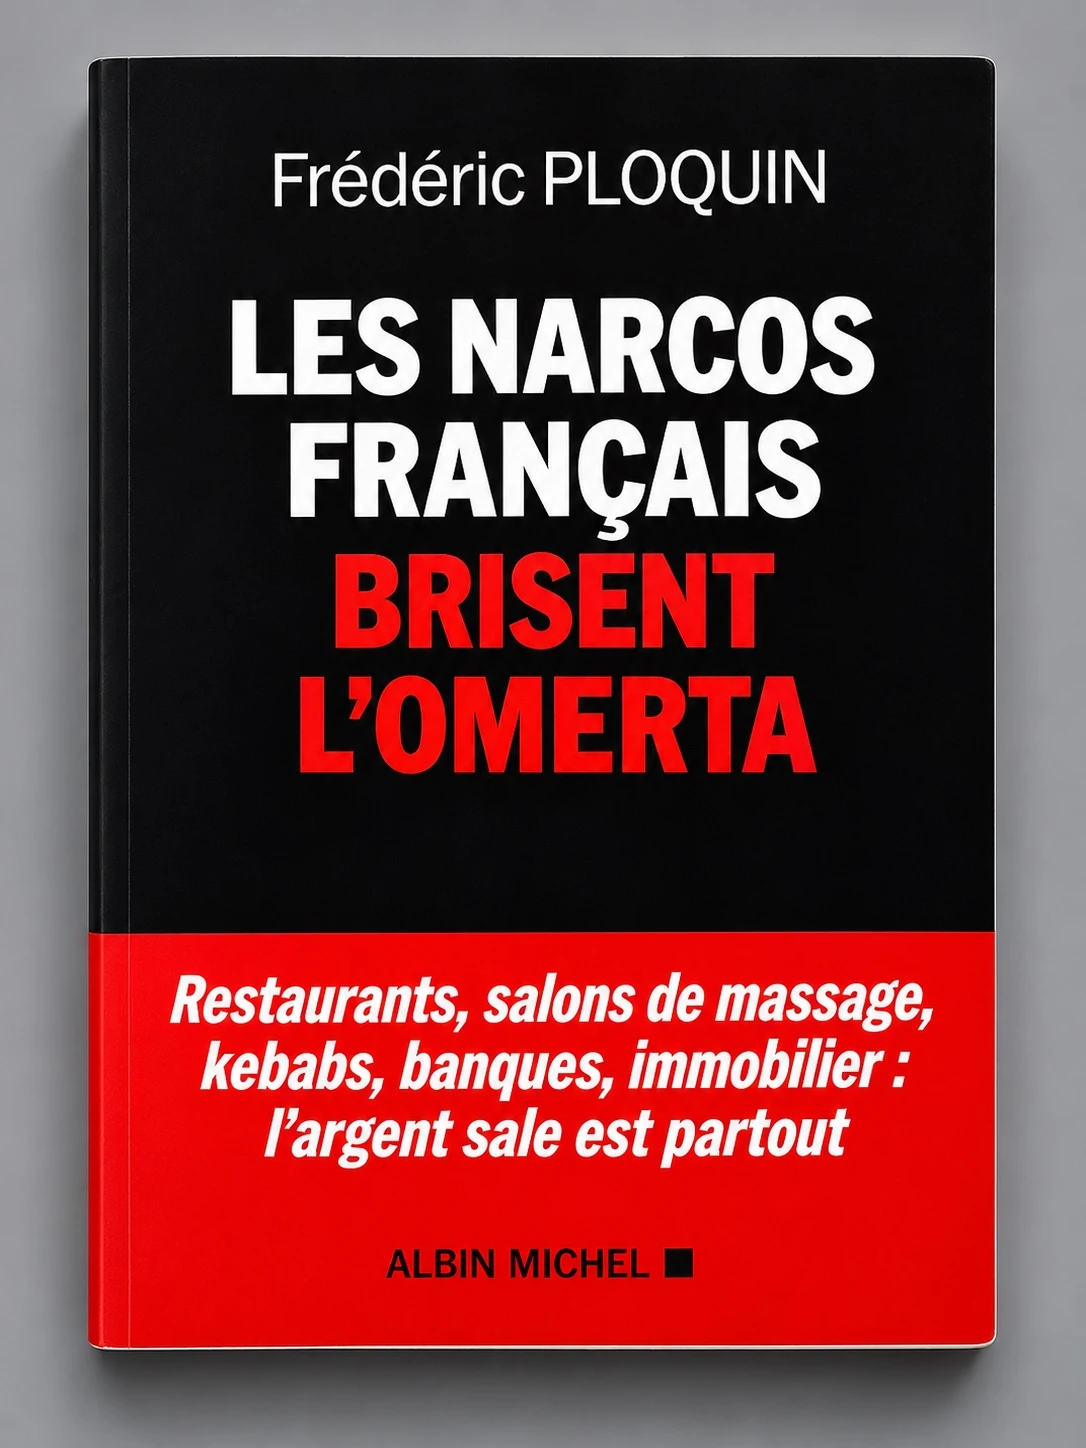 Frédéric PLOQUIN
LES NARCOS
FRANÇAIS
BRISENT
L’OMERTA
Restaurants, salons de massage,
kebabs, banques, immobilier :
l’argent sale est partout
ALBIN MICHEL